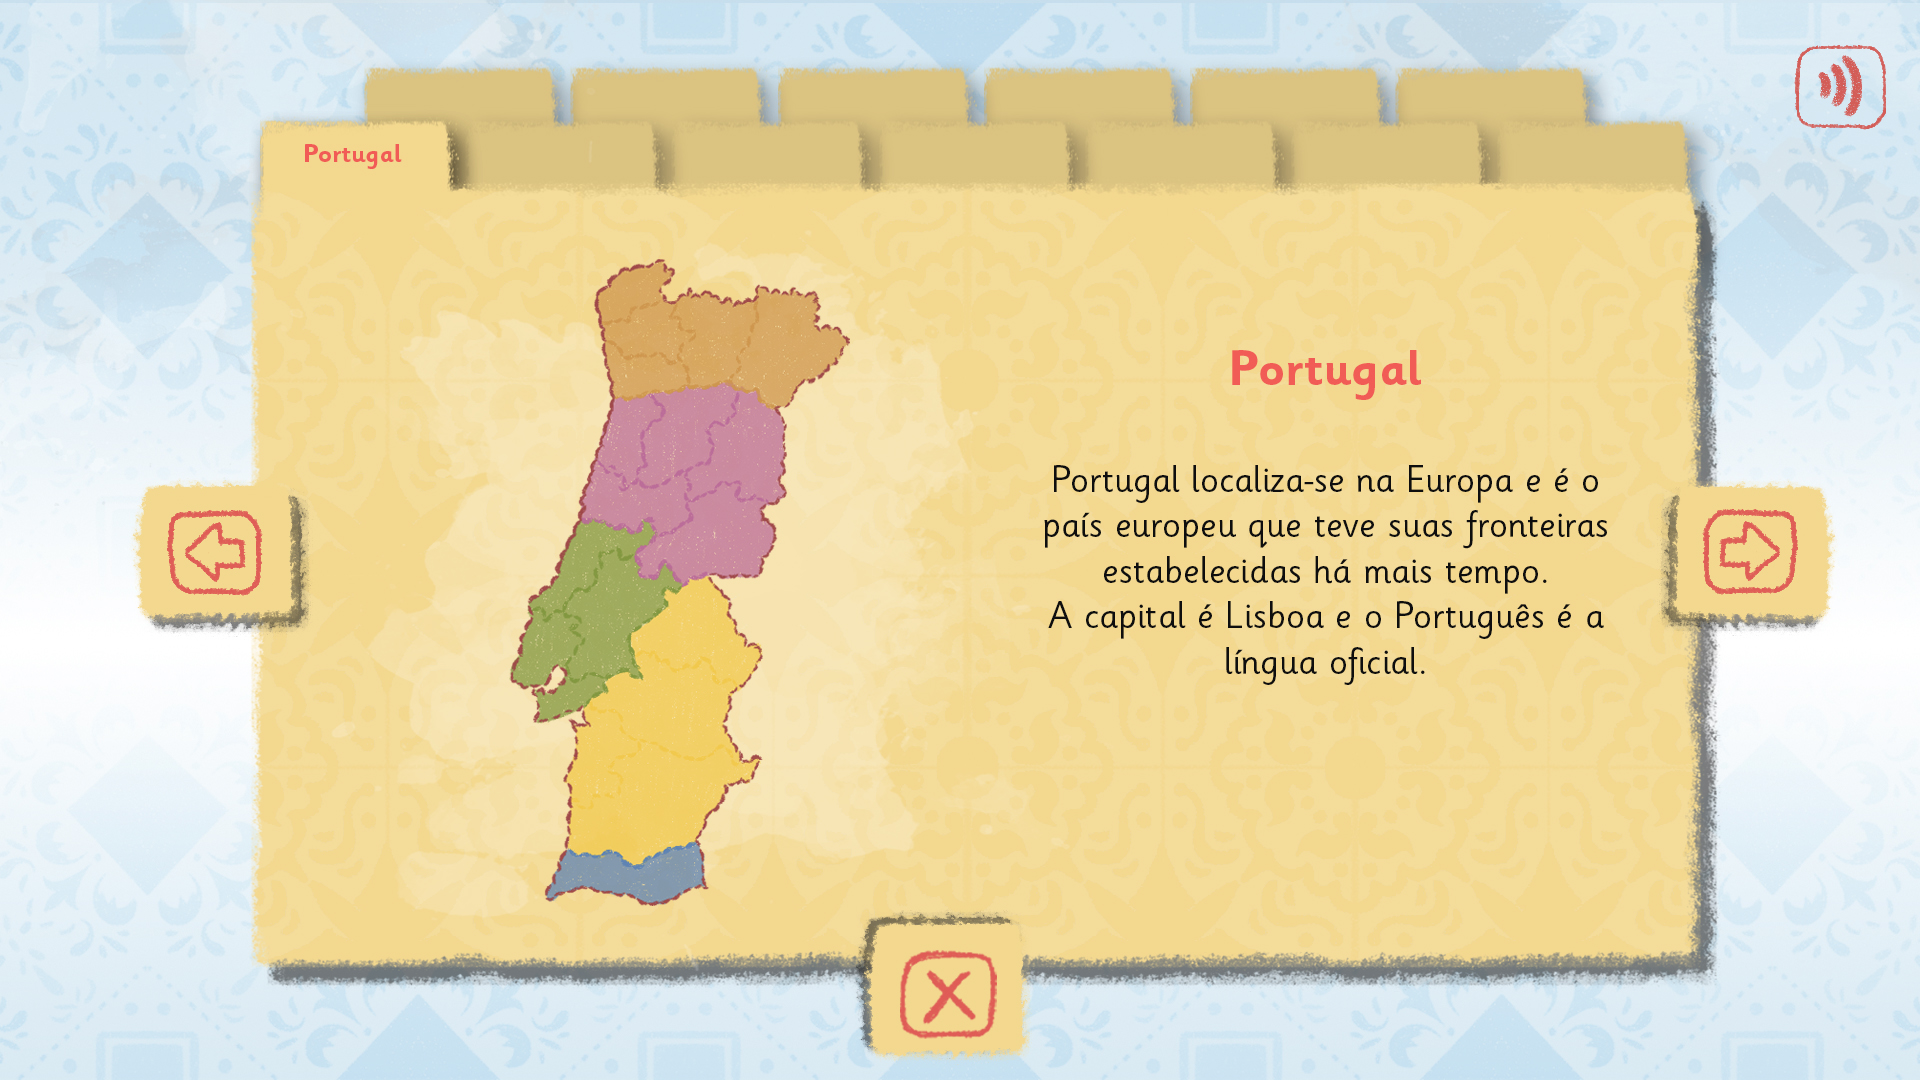 Portugal
Portugal
Portugal localiza-se na Europa e é o
país europeu que teve suas fronteiras
estabelecidas há mais tempo.
A capital é Lisboa e o Português é a
língua oficial.